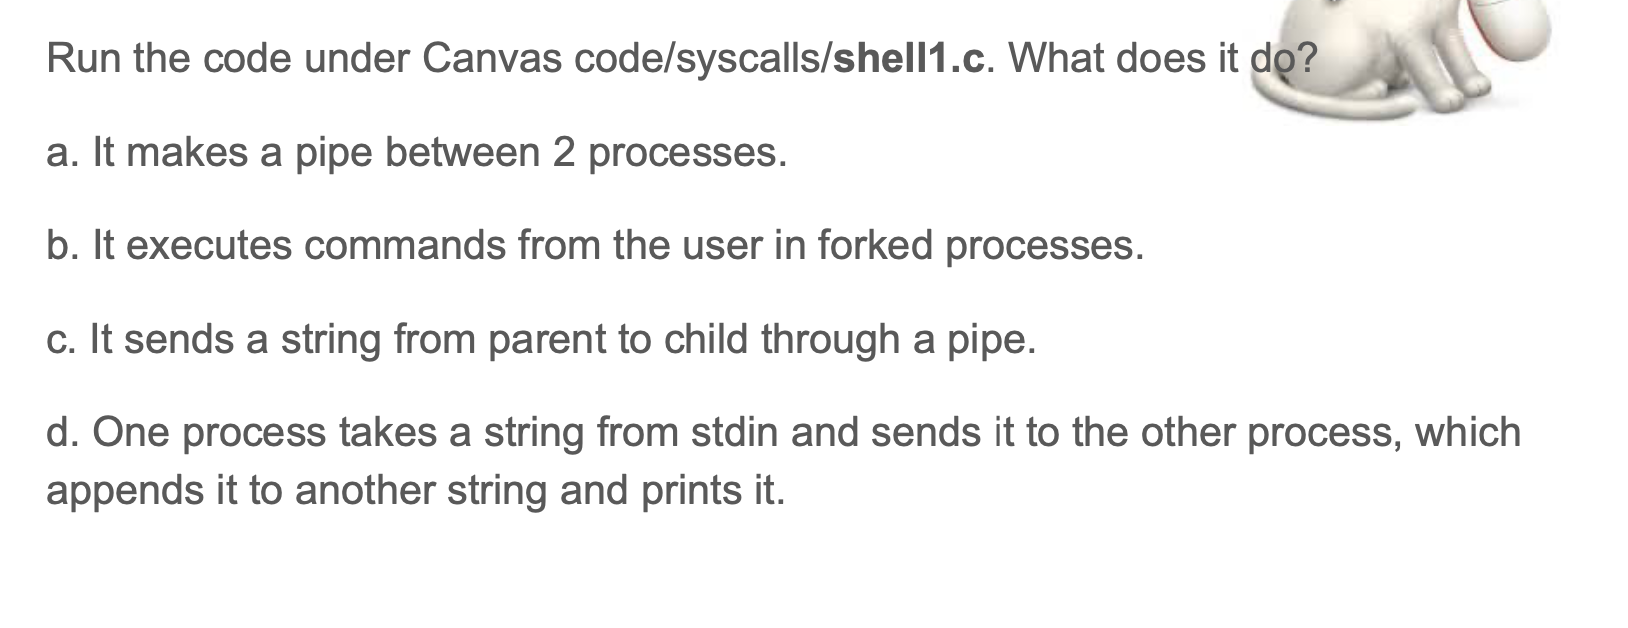 Run the code under Canvas code/syscalls/shell1.c. What does it do?
a. It makes a pipe between 2 processes.
b. It executes commands from the user in forked processes.
c. It sends a string from parent to child through a pipe.
d. One process takes a string from stdin and sends it to the other process, which
appends it to another string and prints it.